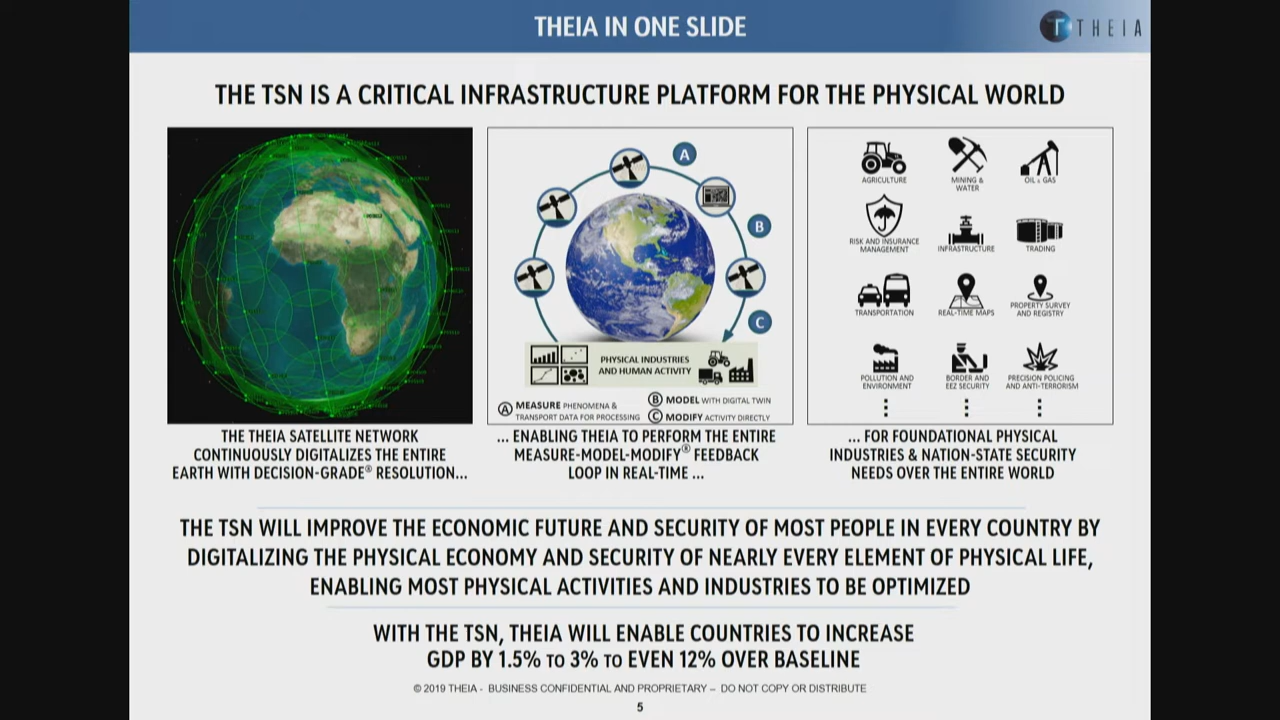 THEIA IN ONE SLIDE
THEIA
THE TSN IS A CRITICAL INFRASTRUCTURE PLATFORM FOR THE PHYSICAL WORLD
A
B
C
PHYSICAL INDUSTRIES
AND HUMAN ACTIVITY
A MEASURE PHENOMENA &
TRANSPORT DATA FOR PROCESSING
B MODEL WITH DIGITAL TWIN
C MODIFY ACTIVITY DIRECTLY
AGRICULTURE
MINING &
WATER
OIL & GAS
RISK AND INSURANCE
MANAGEMENT
INFRASTRUCTURE
TRADING
TRANSPORTATION
REAL-TIME MAPS
PROPERTY SURVEY
AND REGISTRY
POLLUTION AND
ENVIRONMENT
BORDER AND
EEZ SECURITY
PRECISION POLICING
AND ANTI-TERRORISM
THE THEIA SATELLITE NETWORK
CONTINUOUSLY DIGITALIZES THE ENTIRE
EARTH WITH DECISION-GRADE® RESOLUTION...
... ENABLING THEIA TO PERFORM THE ENTIRE
MEASURE-MODEL-MODIFY® FEEDBACK
LOOP IN REAL-TIME ...
... FOR FOUNDATIONAL PHYSICAL
INDUSTRIES & NATION-STATE SECURITY
NEEDS OVER THE ENTIRE WORLD
THE TSN WILL IMPROVE THE ECONOMIC FUTURE AND SECURITY OF MOST PEOPLE IN EVERY COUNTRY BY
DIGITALIZING THE PHYSICAL ECONOMY AND SECURITY OF NEARLY EVERY ELEMENT OF PHYSICAL LIFE,
ENABLING MOST PHYSICAL ACTIVITIES AND INDUSTRIES TO BE OPTIMIZED
WITH THE TSN, THEIA WILL ENABLE COUNTRIES TO INCREASE
GDP BY 1.5% TO 3% TO EVEN 12% OVER BASELINE
© 2019 THEIA - BUSINESS CONFIDENTIAL AND PROPRIETARY – DO NOT COPY OR DISTRIBUTE
5